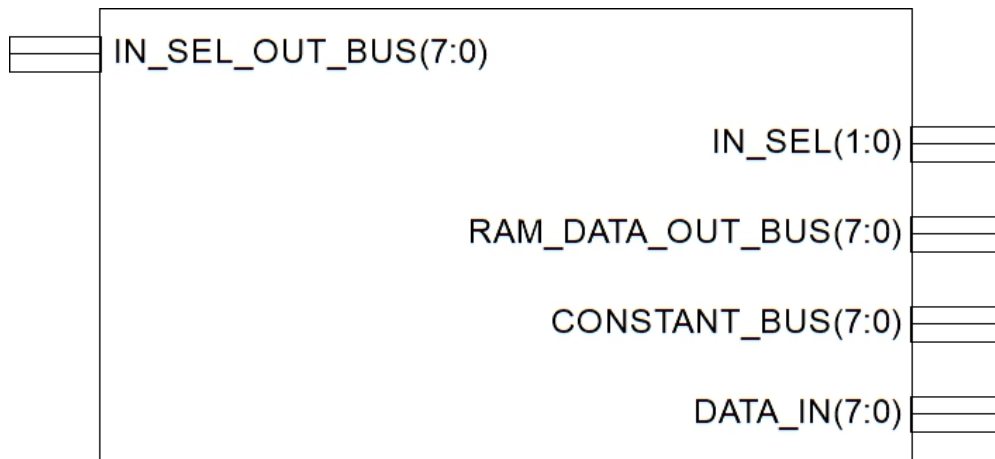 IN_SEL_OUT_BUS(7:0)
IN_SEL(1:0)
RAM_DATA_OUT_BUS(7:0)
CONSTANT_BUS(7:0)
DATA_IN(7:0)